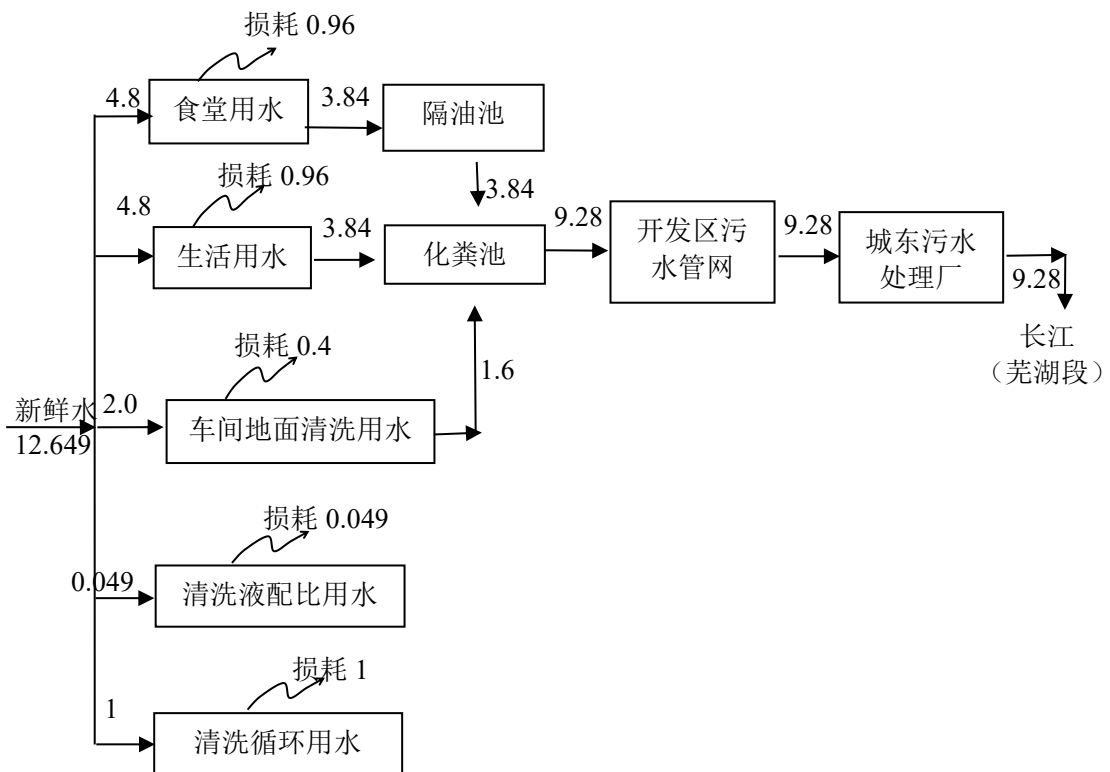 损耗 0.96
4.8
食堂用水
3.84
隔油池
损耗 0.96
3.84
4.8
生活用水
3.84
化粪池
9.28
开发区污
水管网
9.28
城东污水
处理厂
9.28
长江
（芜湖段）
损耗 0.4
1.6
新鲜水
12.649
2.0
车间地面清洗用水
损耗 0.049
0.049
清洗液配比用水
损耗 1
1
清洗循环用水